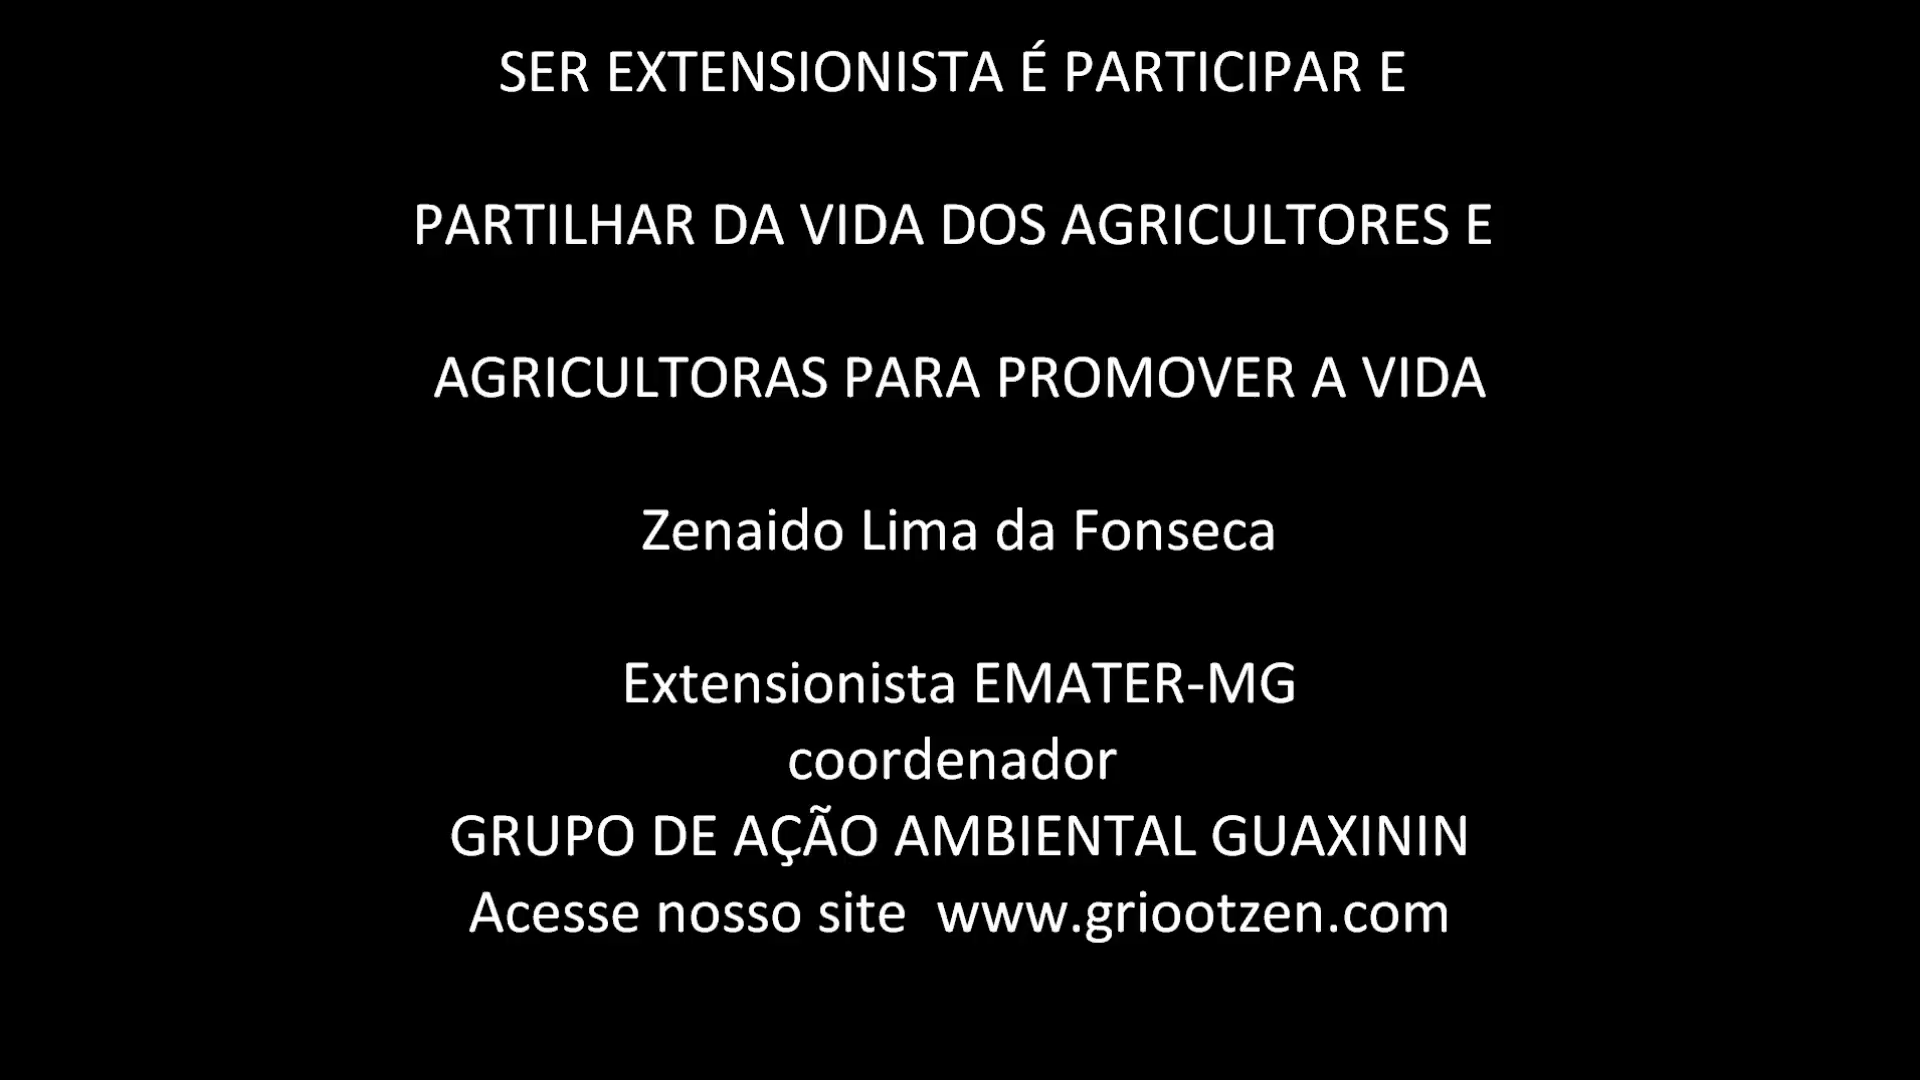 SER EXTENSIONISTA É PARTICIPAR E
PARTILHAR DA VIDA DOS AGRICULTORES E
AGRICULTORAS PARA PROMOVER A VIDA
Zenaido Lima da Fonseca
Extensionista EMATER-MG
coordenador
GRUPO DE AÇÃO AMBIENTAL GUAXININ
Acesse nosso site  www.griootzen.com